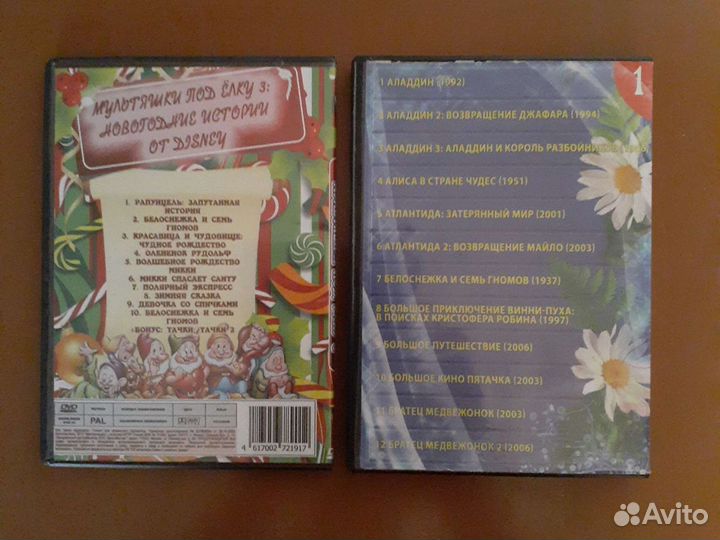 МУЛЬТЯШКИ ПОД ЁЛКУ 3:
НОВОГОДНИЕ ИСТОРИИ
ОТ DISNEY
1. РАПУНЦЕЛЬ: ЗАПУТАННАЯ
ИСТОРИЯ
2. БЕЛОСНЕЖКА И СЕМЬ
ГНОМОВ
3. КРАСАВИЦА И ЧУДОВИЩЕ:
ЧУДНОЕ РОЖДЕСТВО
4. ОЛЕНЕНОК РУДОЛЬФ
5. ВОЛШЕБНОЕ РОЖДЕСТВО
МИККИ
6. МИККИ СПАСАЕТ САНТУ
7. ПОЛЯРНЫЙ ЭКСПРЕСС
8. ЗИМНЯЯ СКАЗКА
9. ДЕВОЧКА СО СПИЧКАМИ
10. БЕЛОСНЕЖКА И СЕМЬ
ГНОМОВ
+БОНУС: ТАЧКИ, ТАЧКИ 2
DVD
PAL
4 617002 721917
1
1 АЛАДДИН (1992)
2 АЛАДДИН 2: ВОЗВРАЩЕНИЕ ДЖАФАРА (1994)
3 АЛАДДИН 3: АЛАДДИН И КОРОЛЬ РАЗБОЙНИКОВ
4 АЛИСА В СТРАНЕ ЧУДЕС (1951)
5 АТЛАНТИДА: ЗАТЕРЯННЫЙ МИР (2001)
6 АТЛАНТИДА 2: ВОЗВРАЩЕНИЕ МАЙЛО (2003)
7 БЕЛОСНЕЖКА И СЕМЬ ГНОМОВ (1937)
8 БОЛЬШОЕ ПРИКЛЮЧЕНИЕ ВИННИ-ПУХА:
В ПОИСКАХ КРИСТОФЕРА РОБИНА (1997)
9 БОЛЬШОЕ ПУТЕШЕСТВИЕ (2006)
10 БОЛЬШОЕ КИНО ПЯТАЧКА (2003)
11 БРАТЕЦ МЕДВЕЖОНОК (2003)
12 БРАТЕЦ МЕДВЕЖОНОК 2 (2006)
Avito